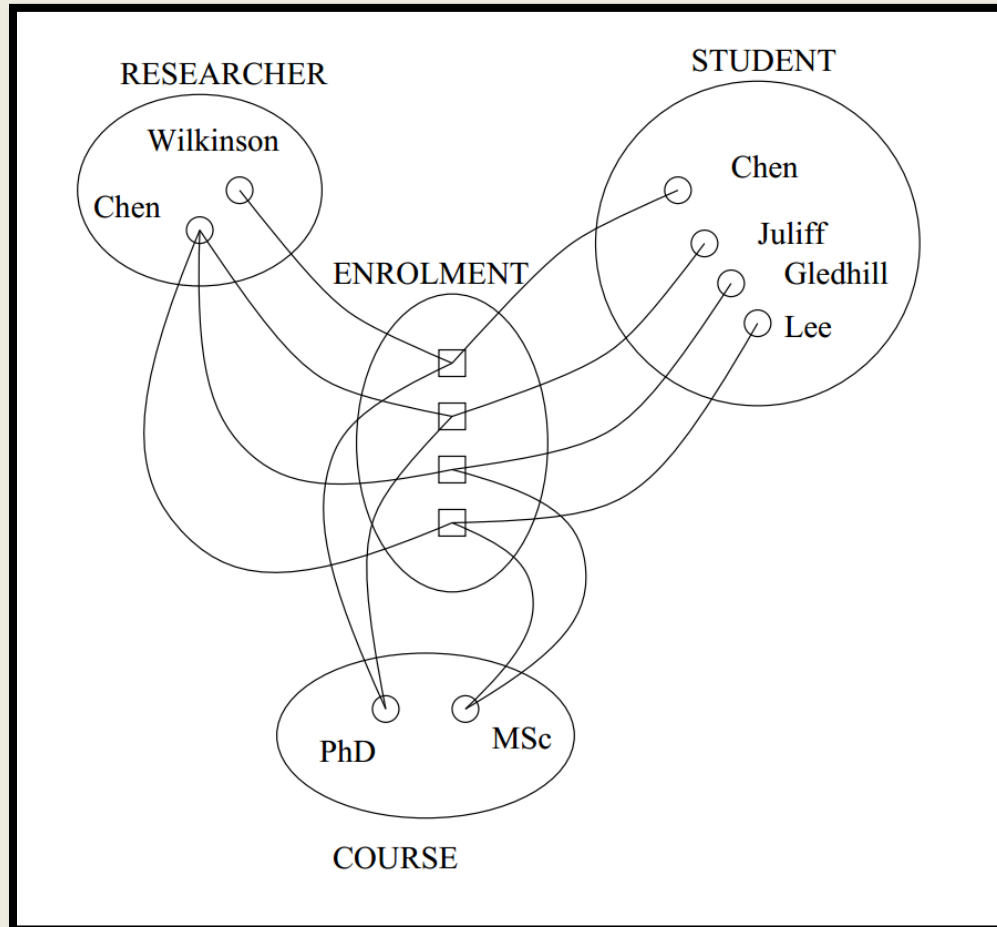 RESEARCHER
STUDENT
Wilkinson
Chen
Chen
Juliff
Gledhill
ENROLMENT
Lee
PhD
MSc
COURSE